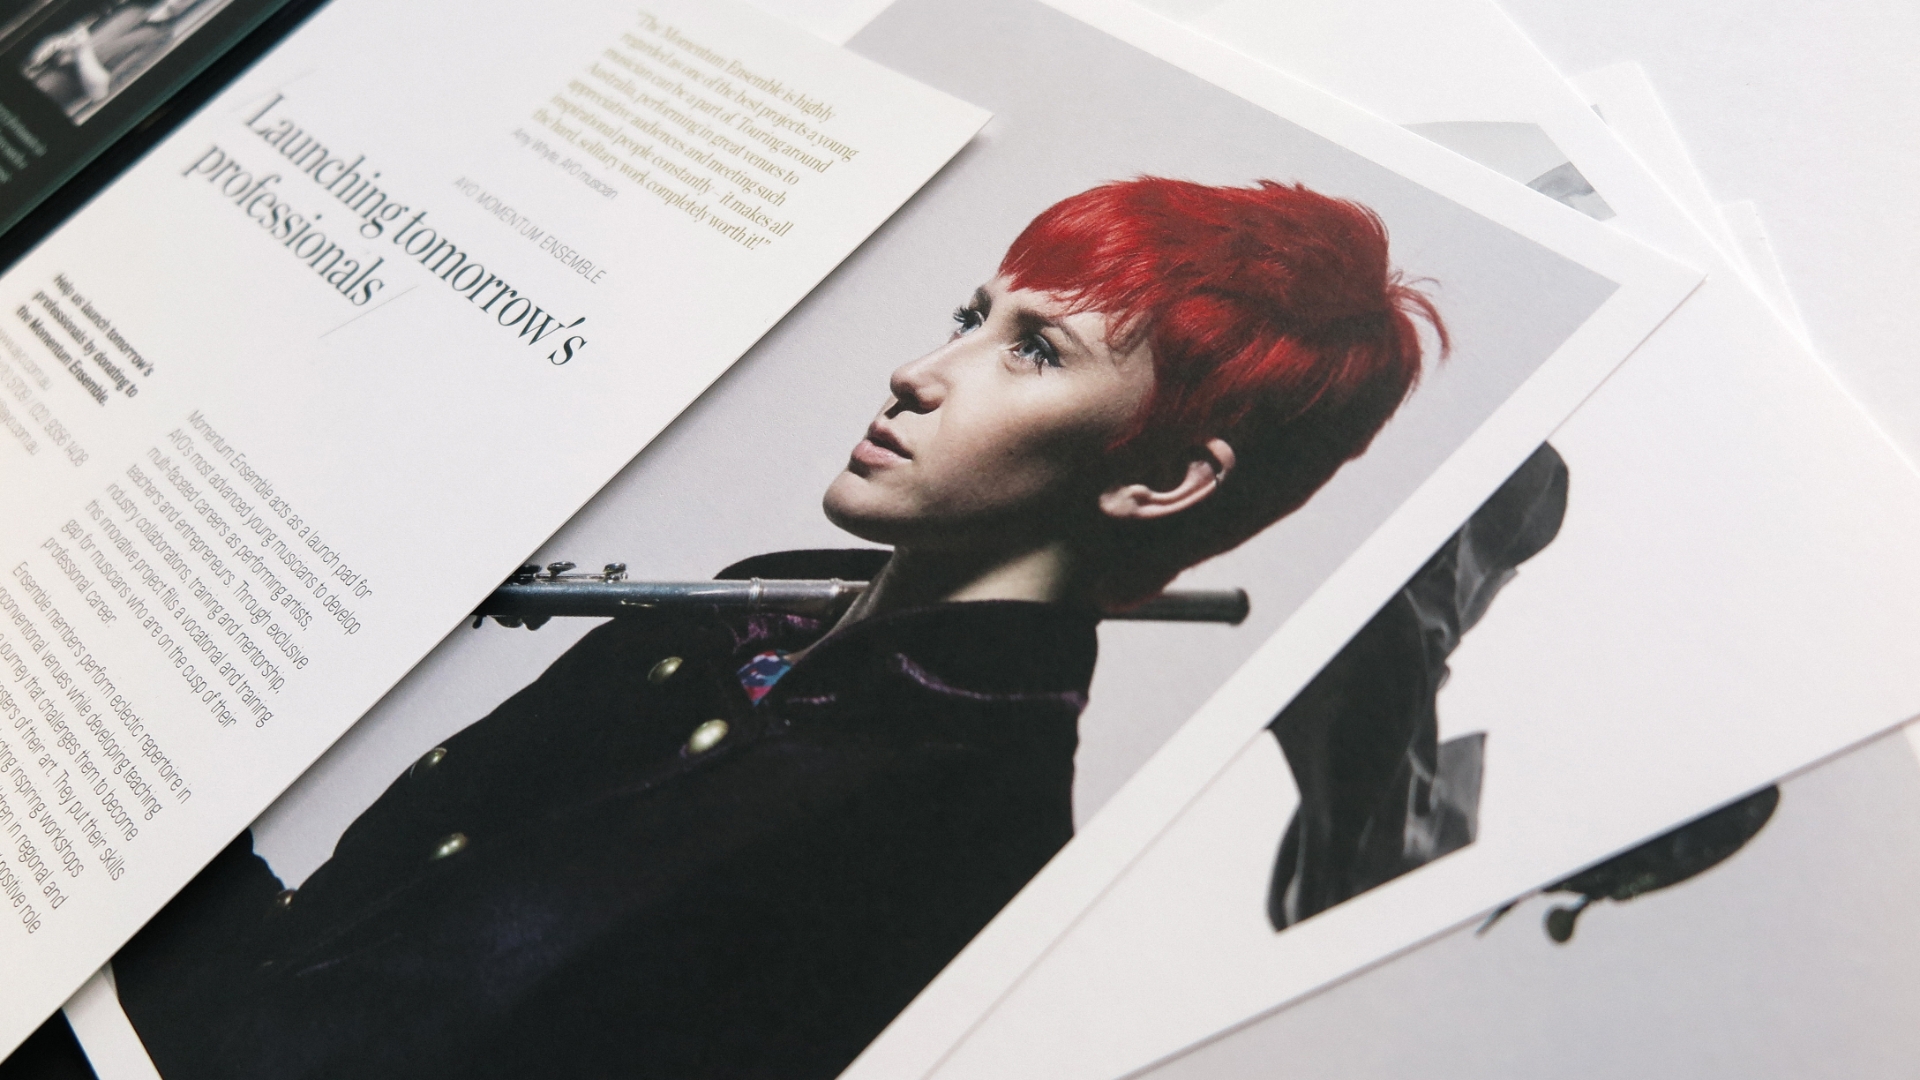 "The Momentum Ensemble is highly
regarded as one of the best projects a young
musician can be a part of. Touring around
Australia, performing in great venues to
appreciative audiences and meeting such
inspirational people constantly – it makes all
the hard, solitary work completely worth it!"
Amy Whyte, AYO musician
AYO MOMENTUM ENSEMBLE
Launching tomorrow's
professionals
Help us launch tomorrow's
professionals by donating to
the Momentum Ensemble.
Momentum Ensemble acts as a launch pad for
AYO's most advanced young musicians to develop
multi-faceted careers as performing artists,
teachers and entrepreneurs. Through exclusive
industry collaborations, training and mentorship,
this innovative project fills a vocational and training
gap for musicians who are on the cusp of their
professional career.
Ensemble members perform eclectic repertoire in
unconventional venues while developing teaching
journey that challenges them to become
masters of their art. They put their skills
inspiring workshops
in regional and
positive role